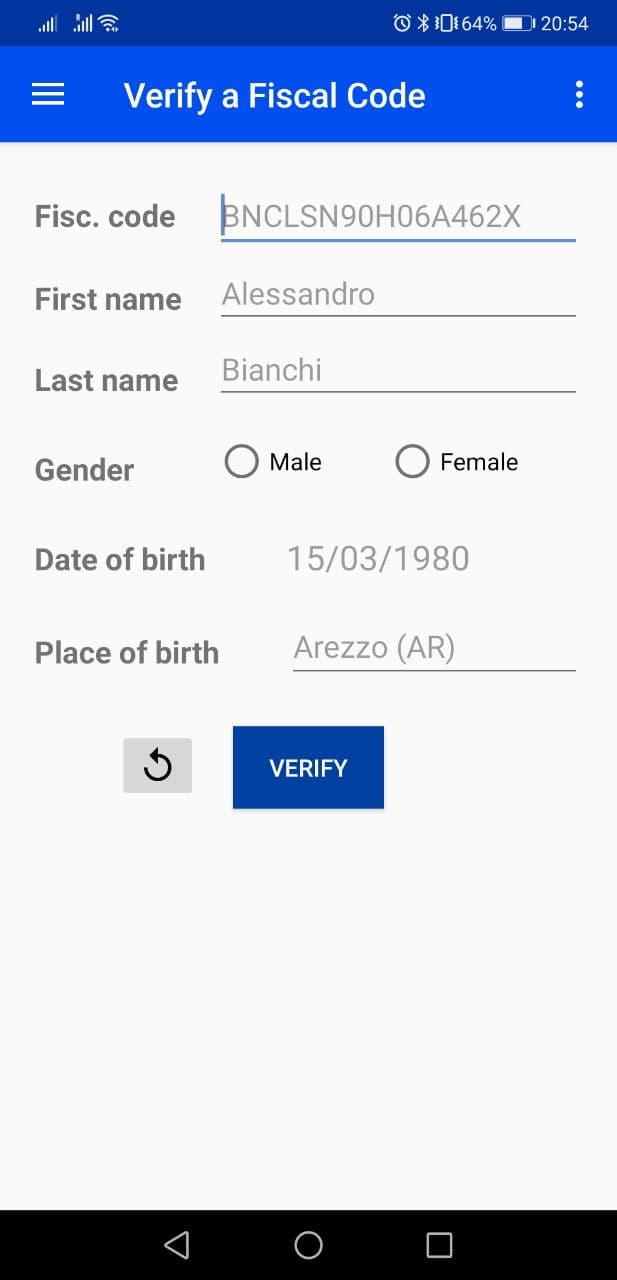 64% 20:54
Verify a Fiscal Code
Fisc. code BNCLSN90H06A462X
First name Alessandro
Last name Bianchi
Gender Male Female
Date of birth 15/03/1980
Place of birth Arezzo (AR)
VERIFY